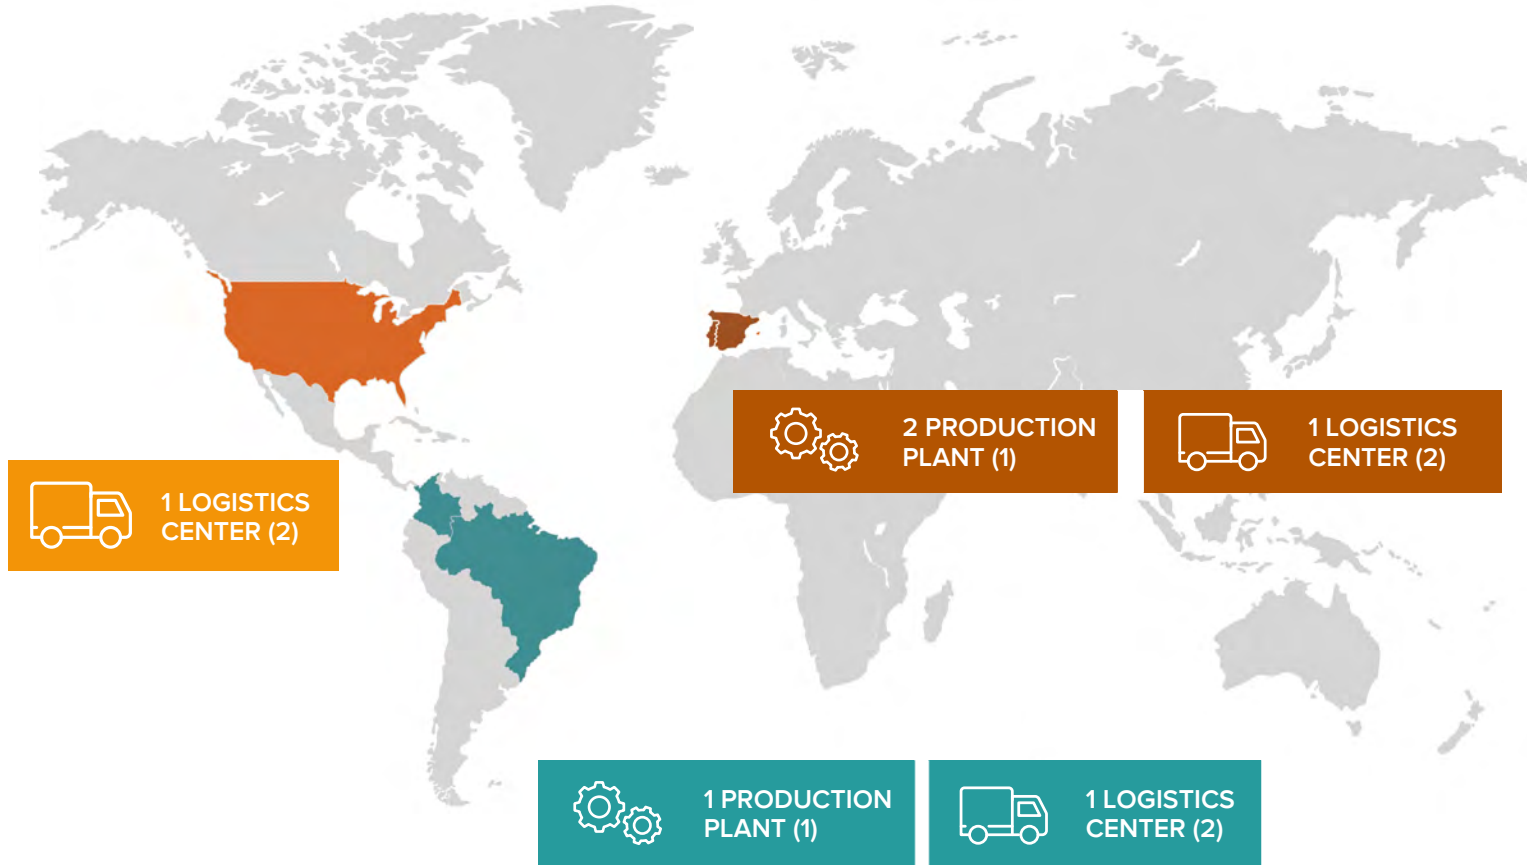 2 PRODUCTION
PLANT (1)
1 LOGISTICS
CENTER (2)
1 LOGISTICS
CENTER (2)
1 PRODUCTION
PLANT (1)
1 LOGISTICS
CENTER (2)